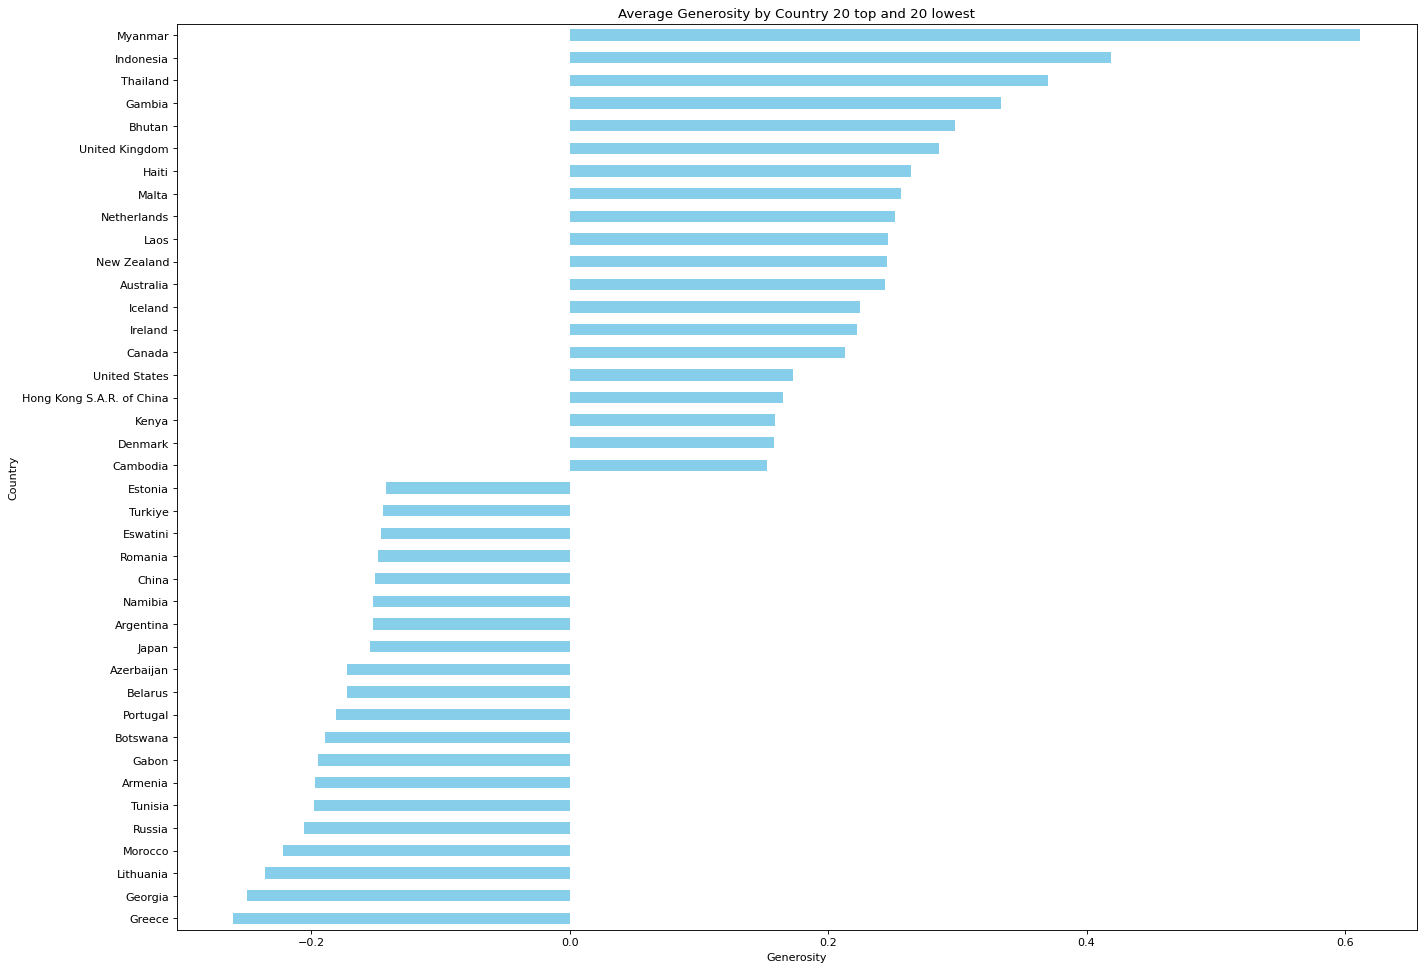 Average Generosity by Country 20 top and 20 lowest
Myanmar
Indonesia
Thailand
Gambia
Bhutan
United Kingdom
Haiti
Malta
Netherlands
Laos
New Zealand
Australia
Iceland
Ireland
Canada
United States
Hong Kong S.A.R. of China
Kenya
Denmark
Cambodia
Estonia
Turkiye
Eswatini
Romania
China
Namibia
Argentina
Japan
Azerbaijan
Belarus
Portugal
Botswana
Gabon
Armenia
Tunisia
Russia
Morocco
Lithuania
Georgia
Greece
Country
−0.2 0.0 0.2 0.4 0.6
Generosity